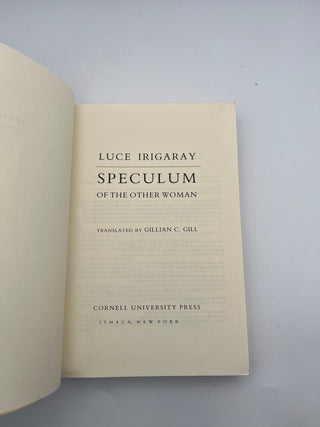 LUCE IRIGARAY
SPECULUM
OF THE OTHER WOMAN
TRANSLATED BY GILLIAN C. GILL
CORNELL UNIVERSITY PRESS
ITHACA, NEW YORK